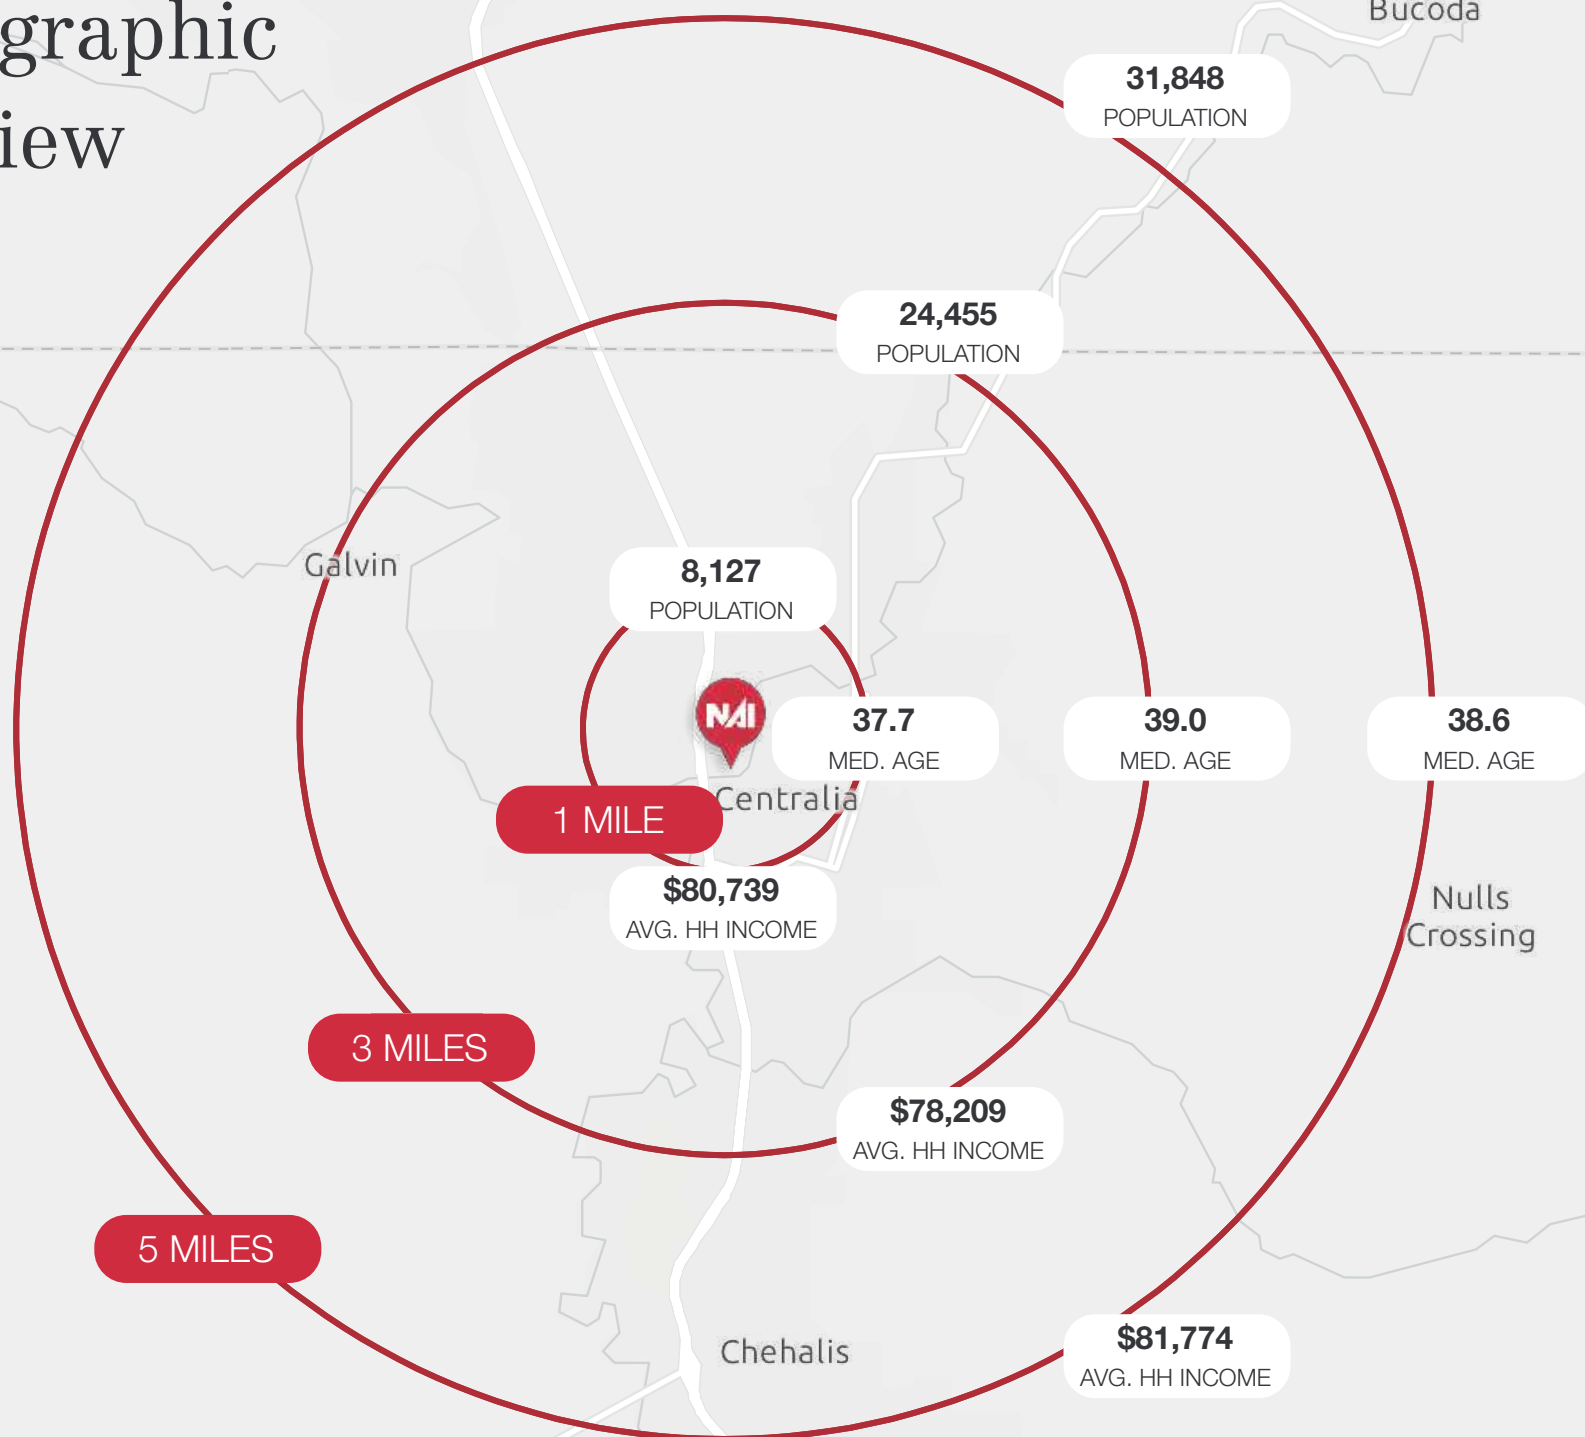 graphic
iew
Bucoda
31,848
POPULATION
24,455
POPULATION
Galvin
8,127
POPULATION
NAI
37.7
MED. AGE
39.0
MED. AGE
38.6
MED. AGE
Centralia
1 MILE
$80,739
AVG. HH INCOME
Nulls
Crossing
3 MILES
$78,209
AVG. HH INCOME
5 MILES
Chehalis
$81,774
AVG. HH INCOME